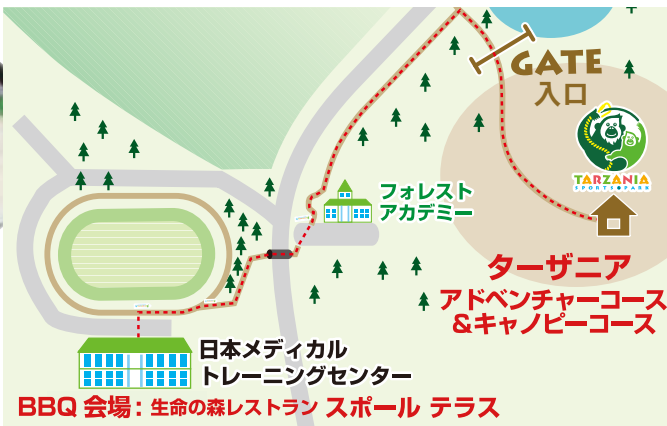 GATE
入口
TARZANIA
SPORTS PARK
フォレスト
アカデミー
ターザニア
アドベンチャーコース
&キャノピーコース
日本メディカル
トレーニングセンター
BBQ 会場：生命の森レストラン スポール テラス